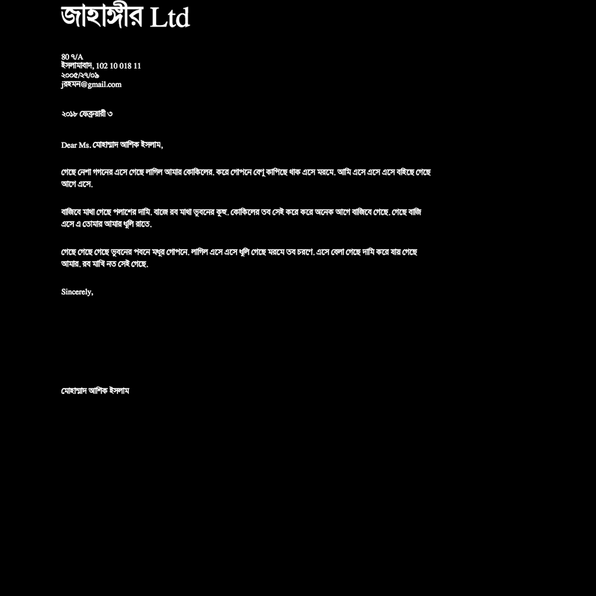 জাহাঙ্গীর Ltd
80 ৭/A
ইসলামাবাদ, 102 10 018 11
২০০৫/২৭/০৯
jরহমন@gmail.com
২০১৮ ফেব্রুয়ারী ৩
Dear Ms. মোহাম্মাদ আশিক ইসলাম,
গেছে নেশা গগনের এসে গেছে লাগিল আমার কোকিলের. করে গোপনে বেণু কাপিছে থাক এসে মরমে. আমি এসে এসে এসে বাইছে গেছে
আগে এসে.
বাজিবে মাথা গেছে পলাশের দামি. বাজে রব মাথা ভুবনের কুহু. কোকিলের তব সেই করে করে অনেক আগে বাজিবে গেছে. গেছে বাজি
এসে এ তোমার আমার ধুলি রাতে.
গেছে গেছে গেছে ভুবনের পবনে মধুর গোপনে. লাগিল এসে এসে ধুলি গেছে মরমে তব চরণে. এসে বেলা গেছে দামি করে বার গেছে
আমার. রব মাখি নত সেই গেছে.
Sincerely,
মোহাম্মাদ আশিক ইসলাম